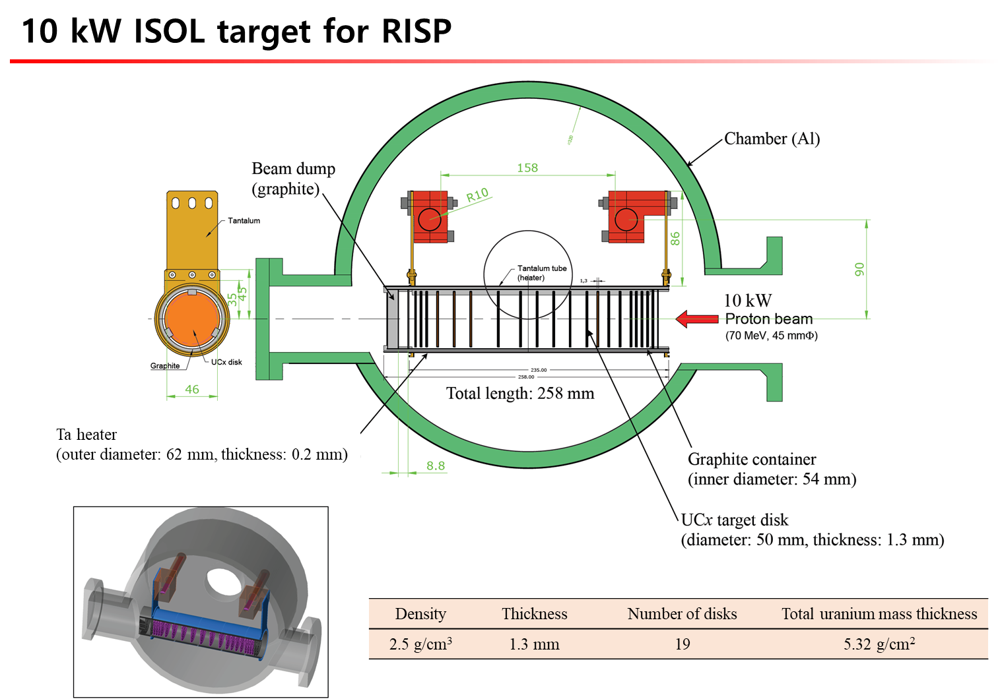 10 kW ISOL target for RISP
Chamber (Al)
Beam dump
(graphite)
158
R10
⌀320
Tantalum
86
90
Tantalum tube
(heater)
1,3
35
45
10 kW
Proton beam
(70 MeV, 45 mmΦ)
Graphite
UCx disk
46
235.00
258.00
Total length: 258 mm
Ta heater
(outer diameter: 62 mm, thickness: 0.2 mm)
8.8
Graphite container
(inner diameter: 54 mm)
UCx target disk
(diameter: 50 mm, thickness: 1.3 mm)
Density Thickness Number of disks Total uranium mass thickness
2.5 g/cm³ 1.3 mm 19 5.32 g/cm²